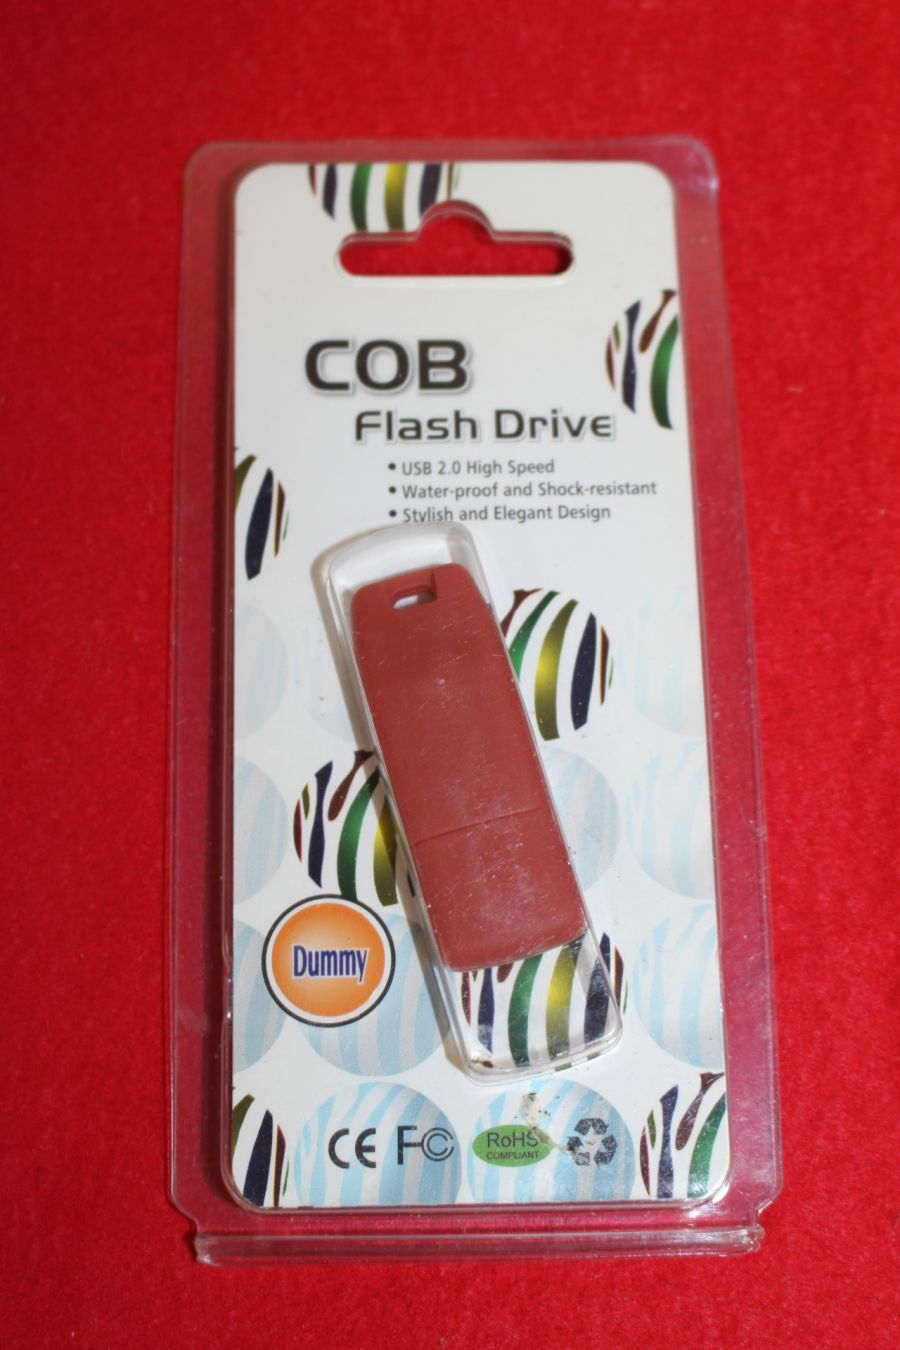 COB
Flash Drive
• USB 2.0 High Speed
• Water-proof and Shock-resistant
• Stylish and Elegant Design
Dummy
CE FC RoHS
COMPLIANT